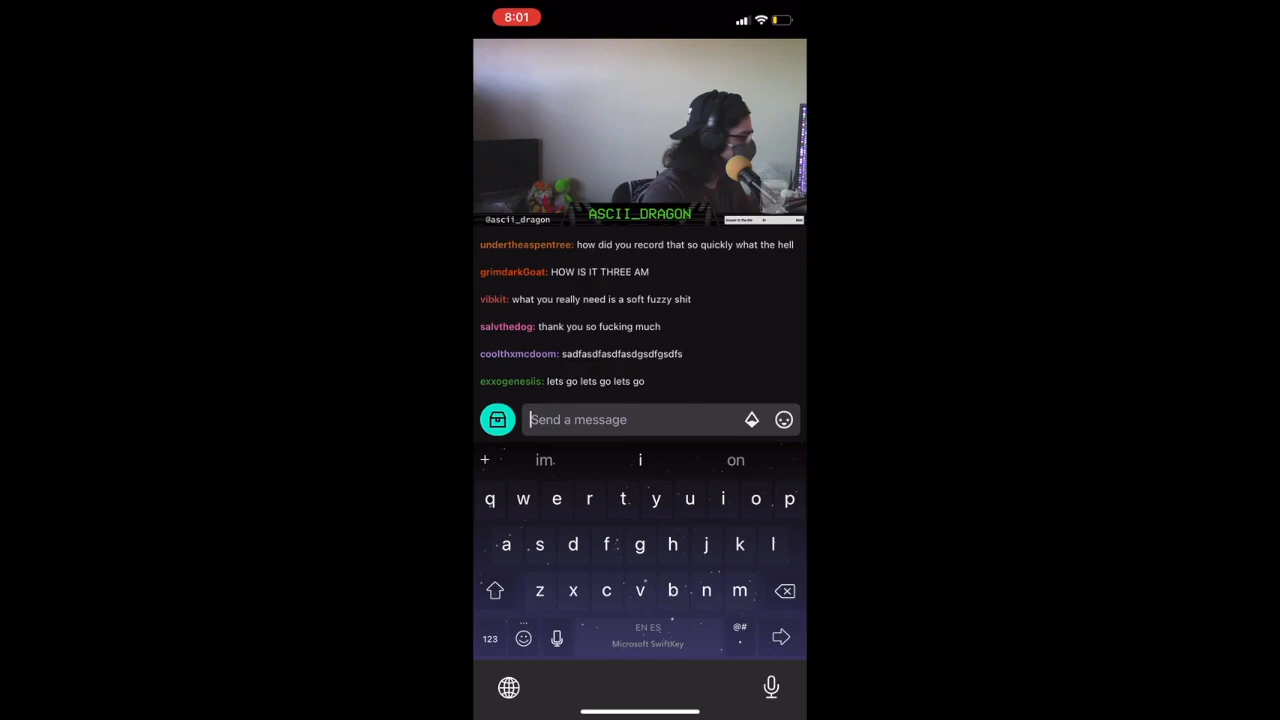 8:01
@ascii_dragon
ASCII_DRAGON
undertheaspentree: how did you record that so quickly what the hell
grimdarkGoat: HOW IS IT THREE AM
vibkit: what you really need is a soft fuzzy shit
salvthedog: thank you so fucking much
coolthxmcdoom: sadfasdfasdfasdgsdfgsdfs
exxogenesiis: lets go lets go lets go
Send a message
+ im i on
q w e r t y u i o p
a s d f g h j k l
z x c v b n m
EN ES
@#
123
Microsoft SwiftKey